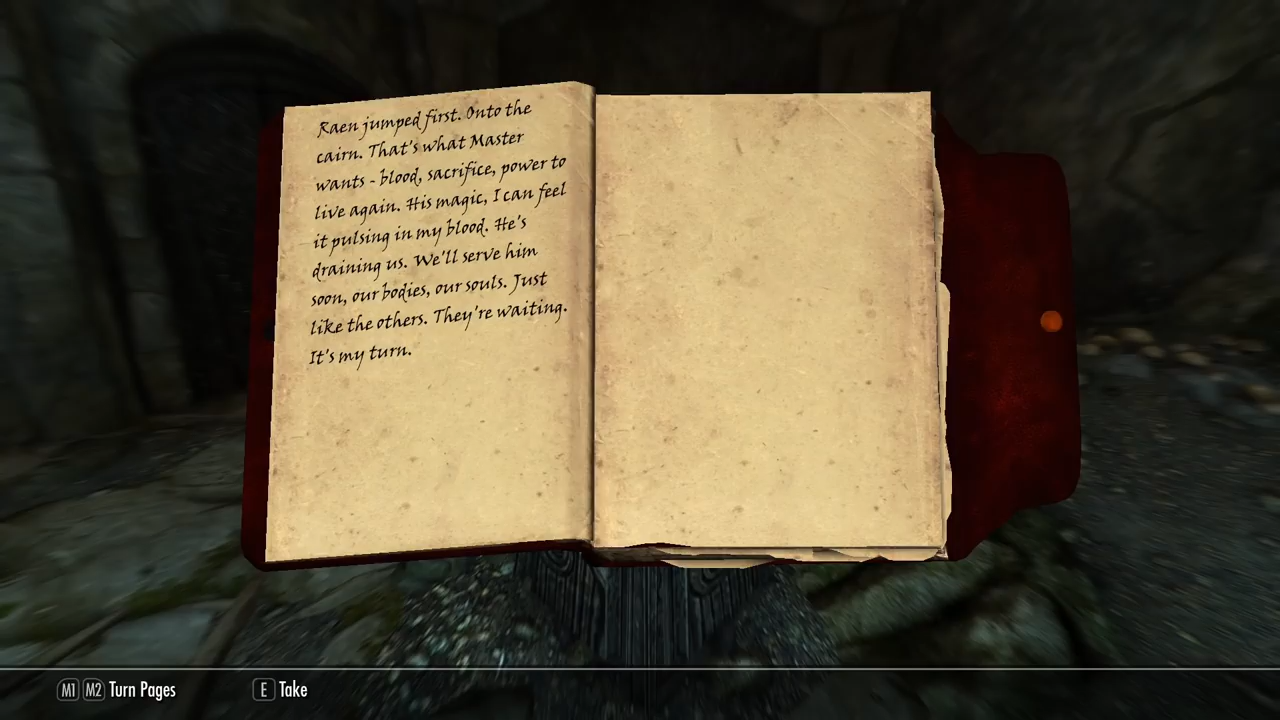 Raen jumped first. Onto the
cairn. That's what Master
wants - blood, sacrifice, power to
live again. His magic, I can feel
it pulsing in my blood. He's
draining us. We'll serve him
soon, our bodies, our souls. Just
like the others. They're waiting.
It's my turn.
M1 M2 Turn Pages
E Take